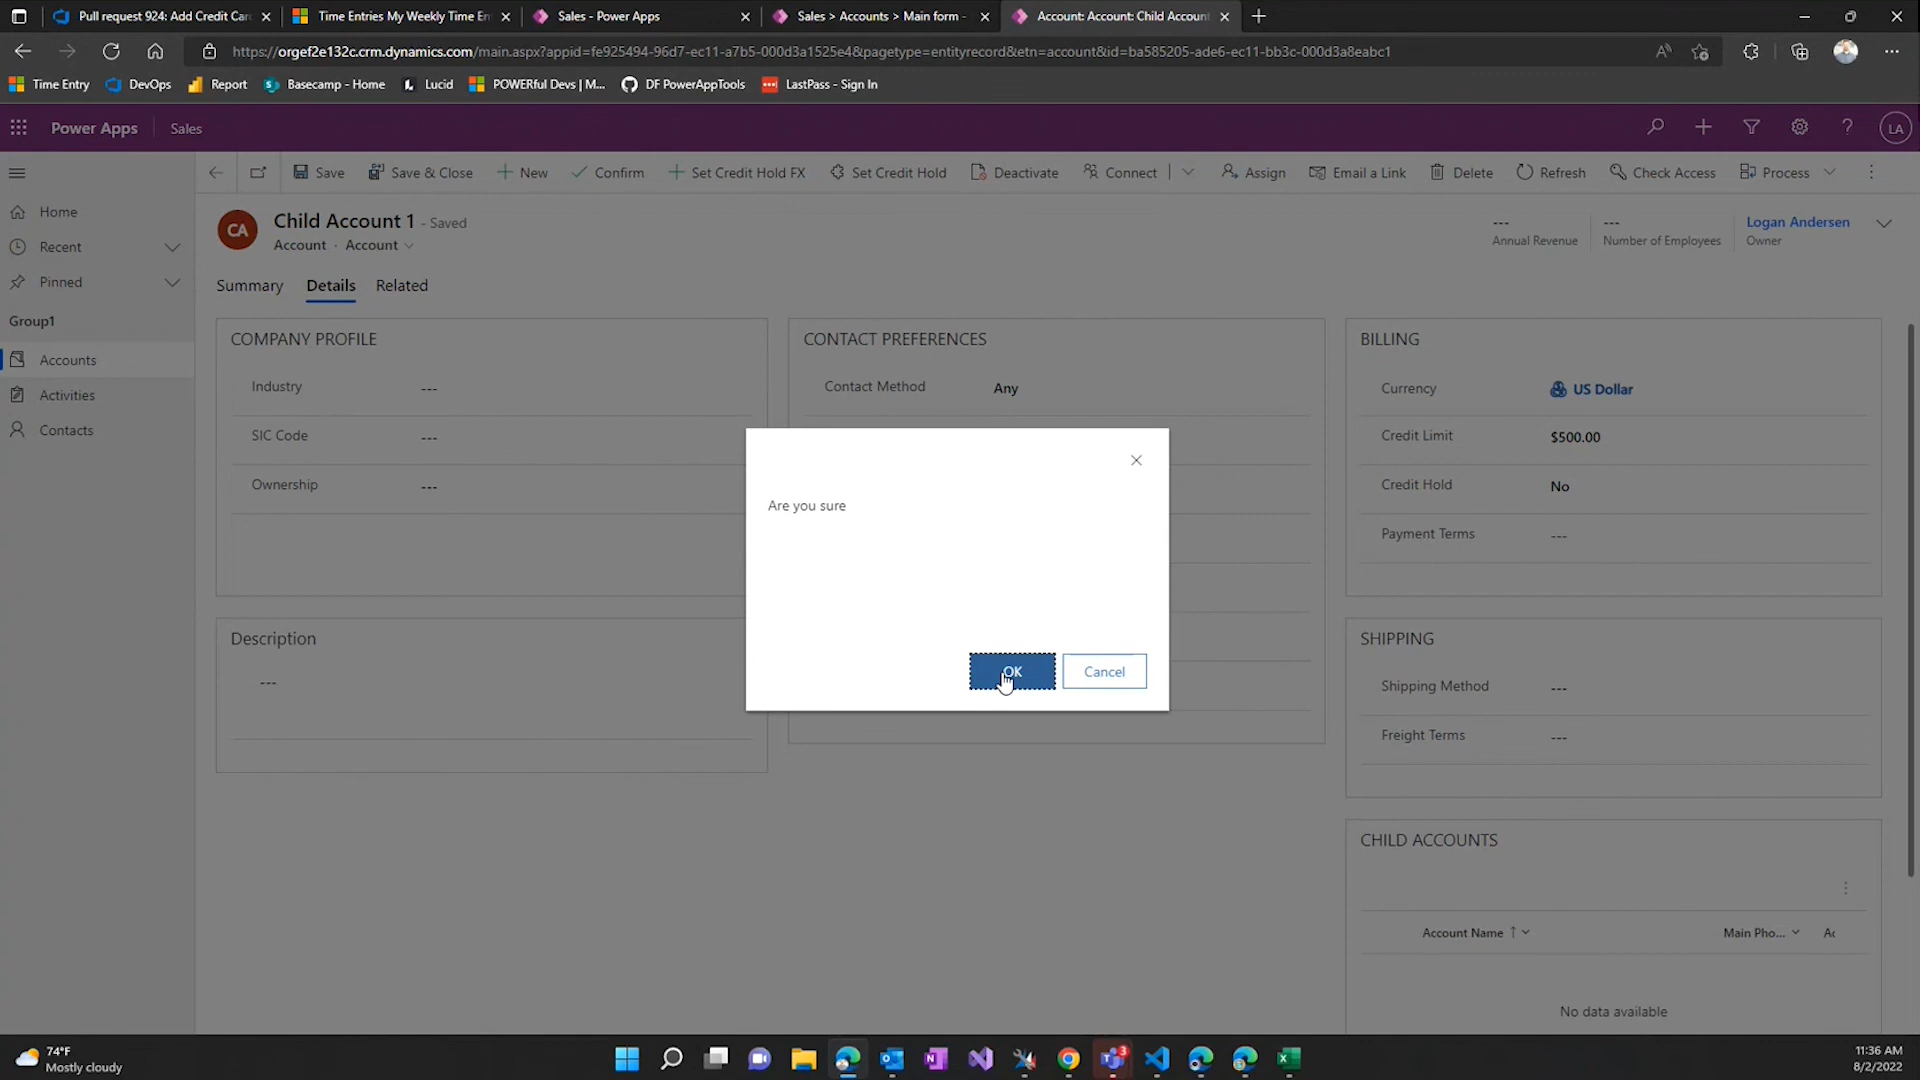 Pull request 924: Add Credit Car
Time Entries My Weekly Time En
Sales - Power Apps
Sales > Accounts > Main form -
Account: Account: Child Account
https://orgef2e132c.crm.dynamics.com/main.aspx?appid=fe925494-96d7-ec11-a7b5-000d3a1525e4&pagetype=entityrecord&etn=account&id=ba585205-ade6-ec11-bb3c-000d3a8eabc1
Time Entry
DevOps
Report
Basecamp - Home
Lucid
POWERful Devs | M...
DF PowerAppTools
LastPass - Sign In
Power Apps
Sales
LA
Save
Save & Close
New
Confirm
Set Credit Hold FX
Set Credit Hold
Deactivate
Connect
Assign
Email a Link
Delete
Refresh
Check Access
Process
Home
Recent
Pinned
Group1
Accounts
Activities
Contacts
CA
Child Account 1 - Saved
Account · Account
---
Annual Revenue
---
Number of Employees
Logan Andersen
Owner
Summary
Details
Related
COMPANY PROFILE
Industry ---
SIC Code ---
Ownership ---
Description
---
CONTACT PREFERENCES
Contact Method Any
Are you sure
OK
Cancel
BILLING
Currency US Dollar
Credit Limit $500.00
Credit Hold No
Payment Terms ---
SHIPPING
Shipping Method ---
Freight Terms ---
CHILD ACCOUNTS
Account Name ↑
Main Pho...
Ac
No data available
74°F
Mostly cloudy
3
11:36 AM
8/2/2022